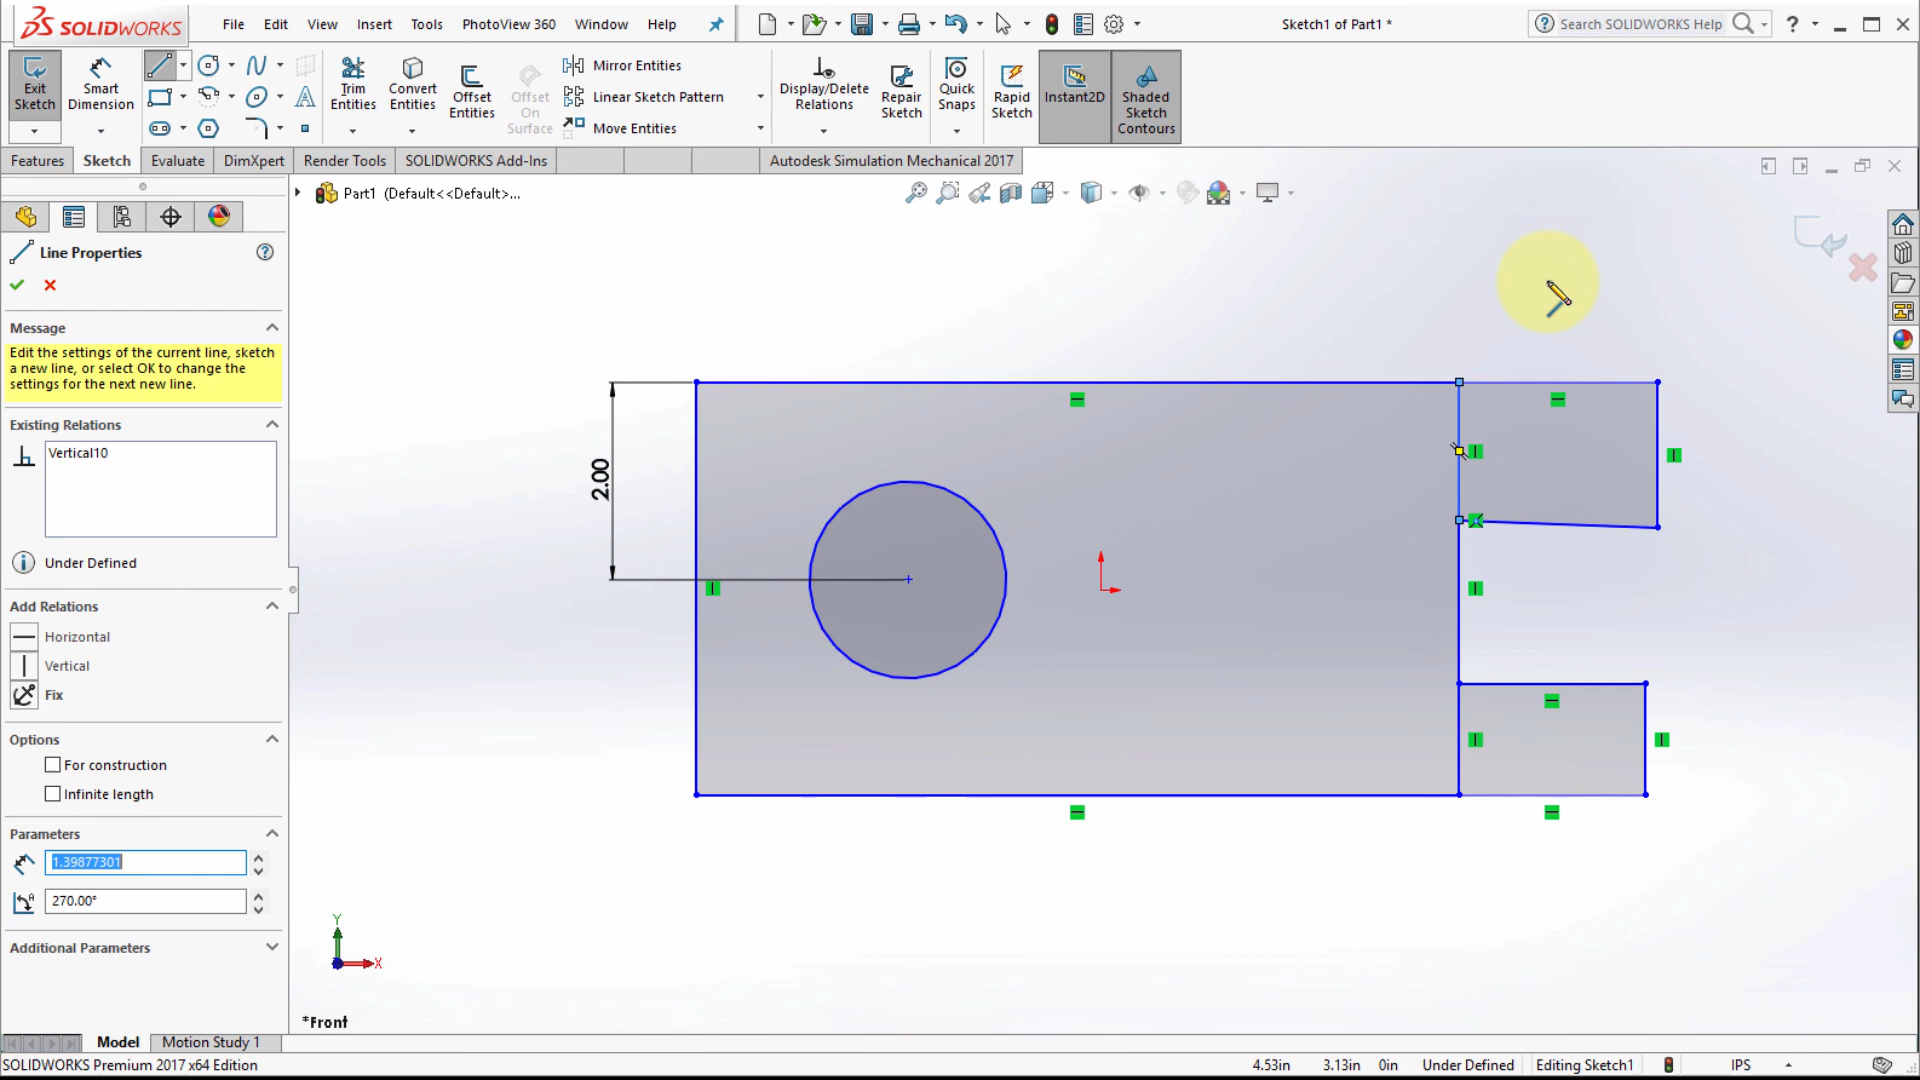 SOLIDWORKS
File Edit View Insert Tools PhotoView 360 Window Help
Sketch1 of Part1 *
Search SOLIDWORKS Help
Exit Sketch
Smart Dimension
Trim Entities
Convert Entities
Offset Entities
Offset On Surface
Mirror Entities
Linear Sketch Pattern
Move Entities
Display/Delete Relations
Repair Sketch
Quick Snaps
Rapid Sketch
Instant2D
Shaded Sketch Contours
Features Sketch Evaluate DimXpert Render Tools SOLIDWORKS Add-Ins Autodesk Simulation Mechanical 2017
Part1 (Default<<Default>...
Line Properties
Message
Edit the settings of the current line, sketch
a new line, or select OK to change the
settings for the next new line.
Existing Relations
Vertical10
Under Defined
Add Relations
Horizontal
Vertical
Fix
Options
For construction
Infinite length
Parameters
1.39877301
270.00°
Additional Parameters
2.00
Y
X
*Front
Model Motion Study 1
SOLIDWORKS Premium 2017 x64 Edition
4.53in 3.13in 0in Under Defined Editing Sketch1 IPS